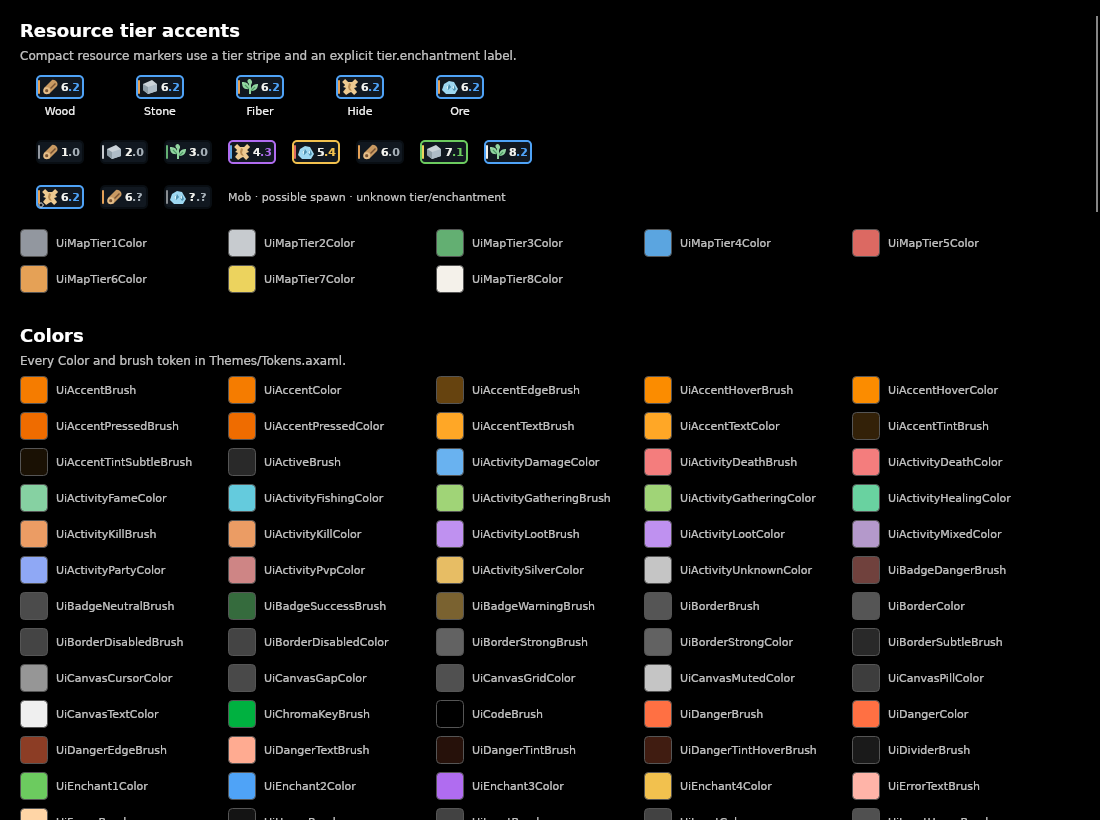 Resource tier accents
Compact resource markers use a tier stripe and an explicit tier.enchantment label.
6.2 6.2 6.2 6.2 6.2
Wood Stone Fiber Hide Ore
1.0 2.0 3.0 4.3 5.4 6.0 7.1 8.2
6.2 6.? ?.? Mob · possible spawn · unknown tier/enchantment
UiMapTier1Color UiMapTier2Color UiMapTier3Color UiMapTier4Color UiMapTier5Color
UiMapTier6Color UiMapTier7Color UiMapTier8Color
Colors
Every Color and brush token in Themes/Tokens.axaml.
UiAccentBrush UiAccentColor UiAccentEdgeBrush UiAccentHoverBrush UiAccentHoverColor
UiAccentPressedBrush UiAccentPressedColor UiAccentTextBrush UiAccentTextColor UiAccentTintBrush
UiAccentTintSubtleBrush UiActiveBrush UiActivityDamageColor UiActivityDeathBrush UiActivityDeathColor
UiActivityFameColor UiActivityFishingColor UiActivityGatheringBrush UiActivityGatheringColor UiActivityHealingColor
UiActivityKillBrush UiActivityKillColor UiActivityLootBrush UiActivityLootColor UiActivityMixedColor
UiActivityPartyColor UiActivityPvpColor UiActivitySilverColor UiActivityUnknownColor UiBadgeDangerBrush
UiBadgeNeutralBrush UiBadgeSuccessBrush UiBadgeWarningBrush UiBorderBrush UiBorderColor
UiBorderDisabledBrush UiBorderDisabledColor UiBorderStrongBrush UiBorderStrongColor UiBorderSubtleBrush
UiCanvasCursorColor UiCanvasGapColor UiCanvasGridColor UiCanvasMutedColor UiCanvasPillColor
UiCanvasTextColor UiChromaKeyBrush UiCodeBrush UiDangerBrush UiDangerColor
UiDangerEdgeBrush UiDangerTextBrush UiDangerTintBrush UiDangerTintHoverBrush UiDividerBrush
UiEnchant1Color UiEnchant2Color UiEnchant3Color UiEnchant4Color UiErrorTextBrush